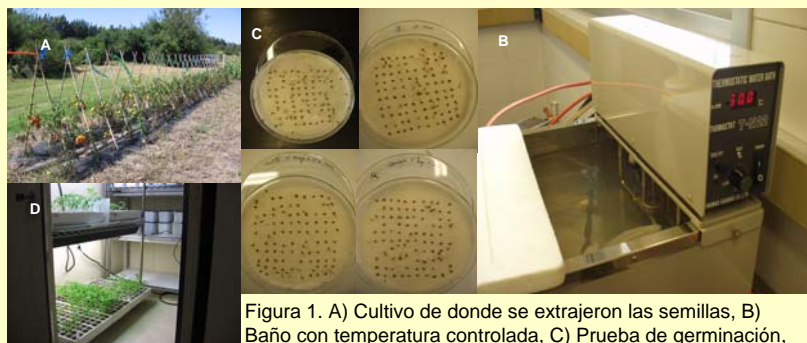 A
C
B
D
THERMOSTATIC WATER BATH
Figura 1. A) Cultivo de donde se extrajeron las semillas, B)
Baño con temperatura controlada, C) Prueba de germinación,